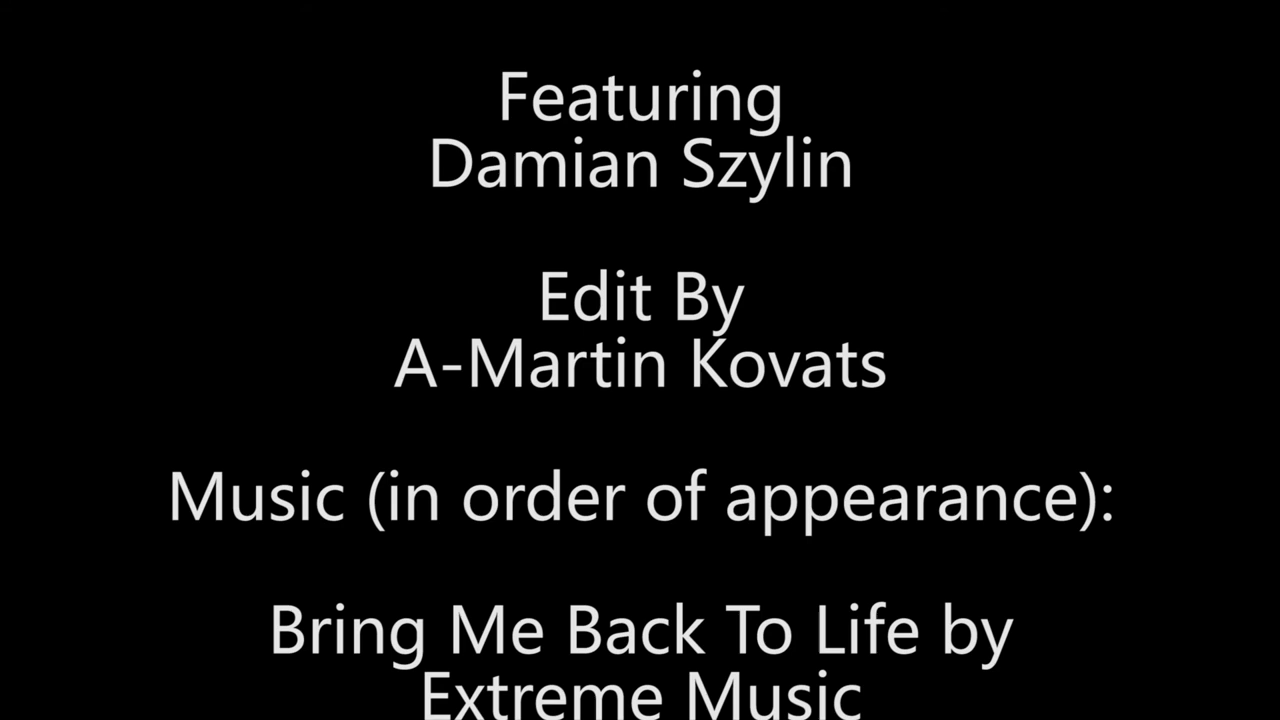 Featuring
Damian Szylin
Edit By
A-Martin Kovats
Music (in order of appearance):
Bring Me Back To Life by
Extreme Music